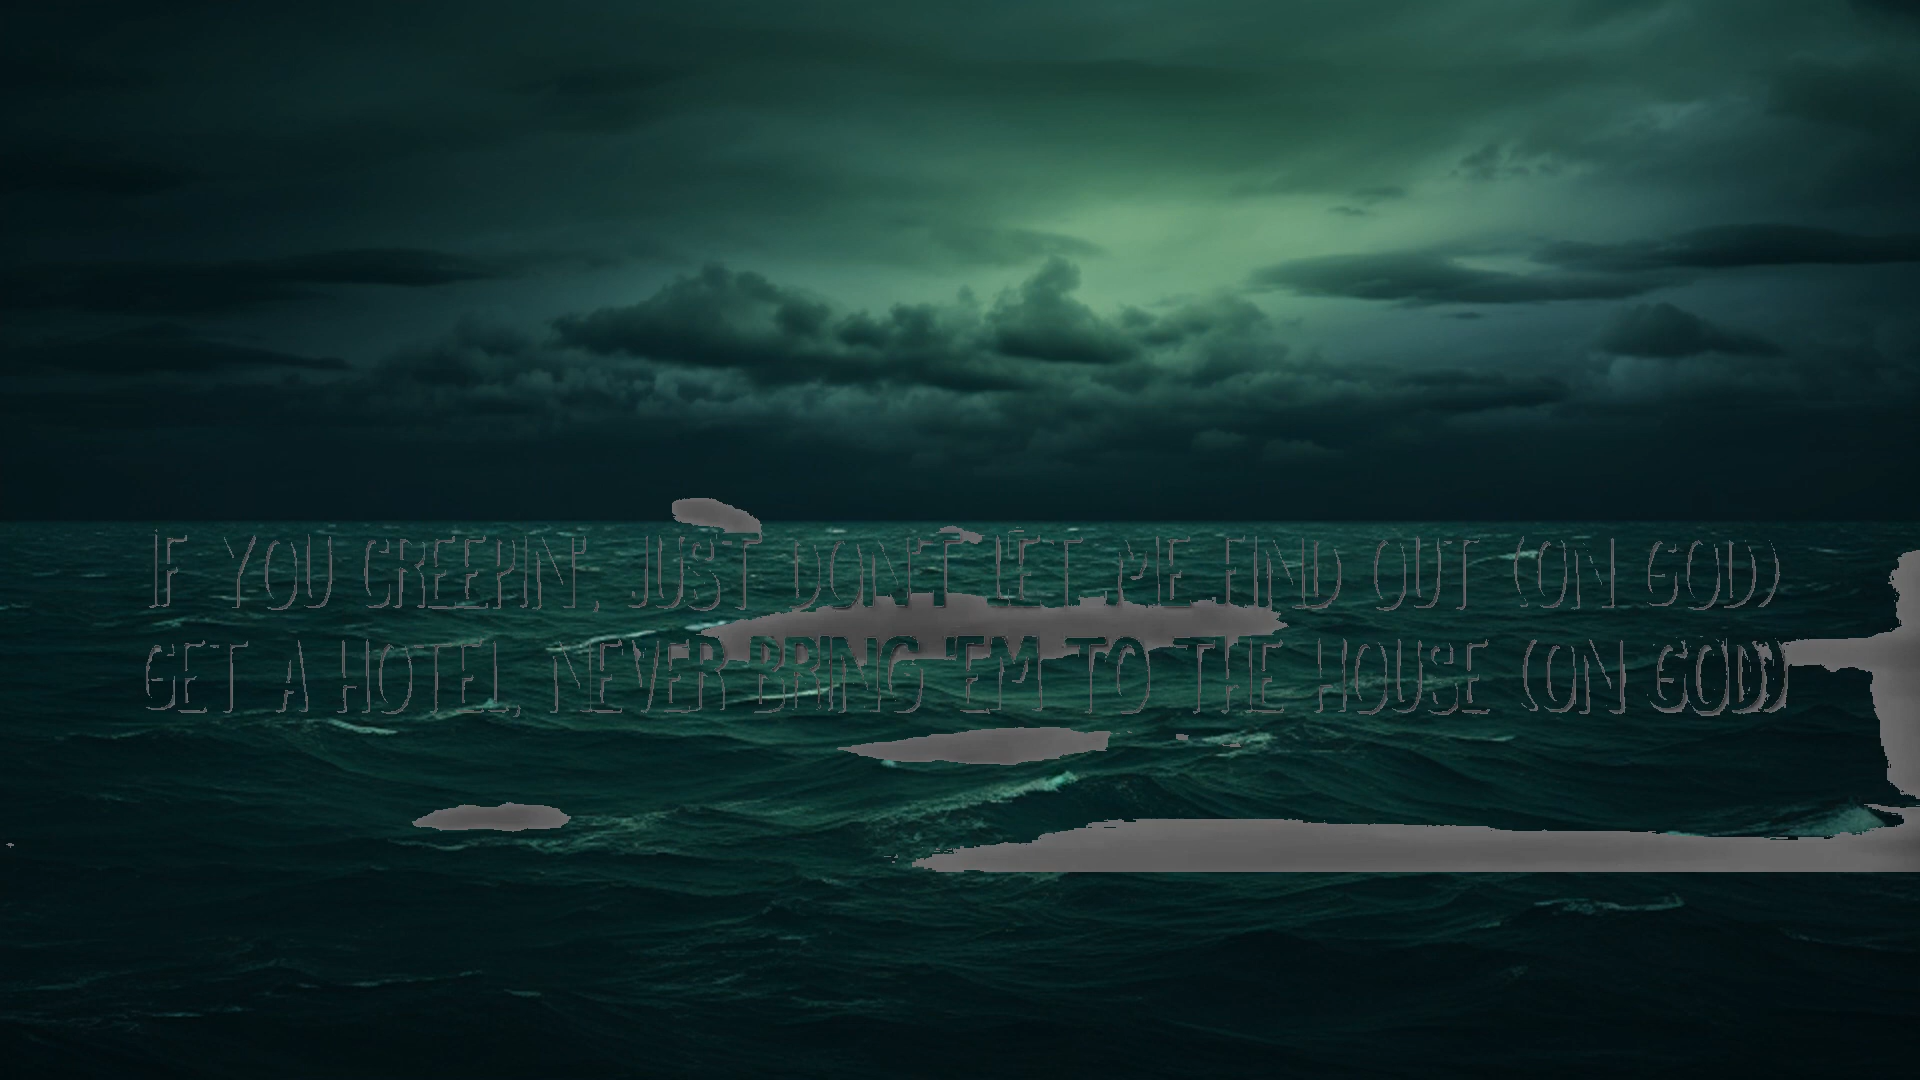 IF YOU CREEPIN', JUST DON'T LET ME FIND OUT (ON GOD)
GET A HOTEL, NEVER BRING 'EM TO THE HOUSE (ON GOD)